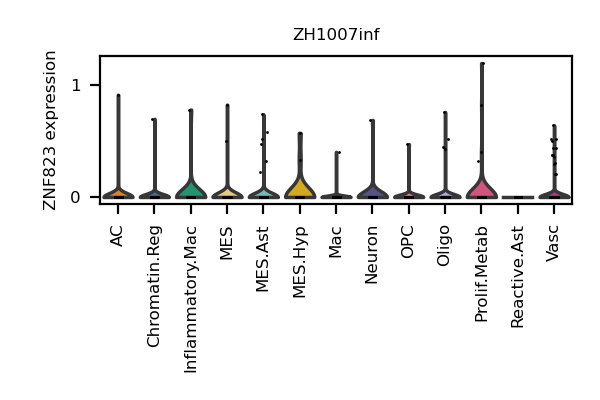 ZH1007inf
ZNF823 expression
1
0
AC
Chromatin.Reg
Inflammatory.Mac
MES
MES.Ast
MES.Hyp
Mac
Neuron
OPC
Oligo
Prolif.Metab
Reactive.Ast
Vasc